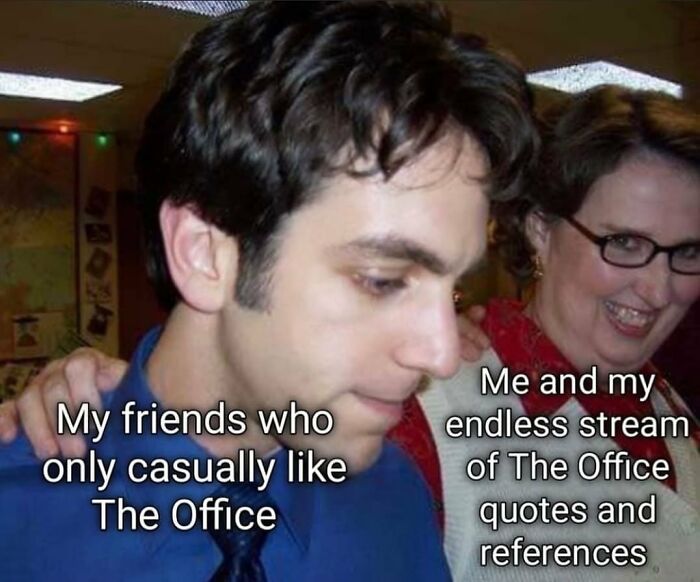 My friends who
only casually like
The Office
Me and my
endless stream
of The Office
quotes and
references